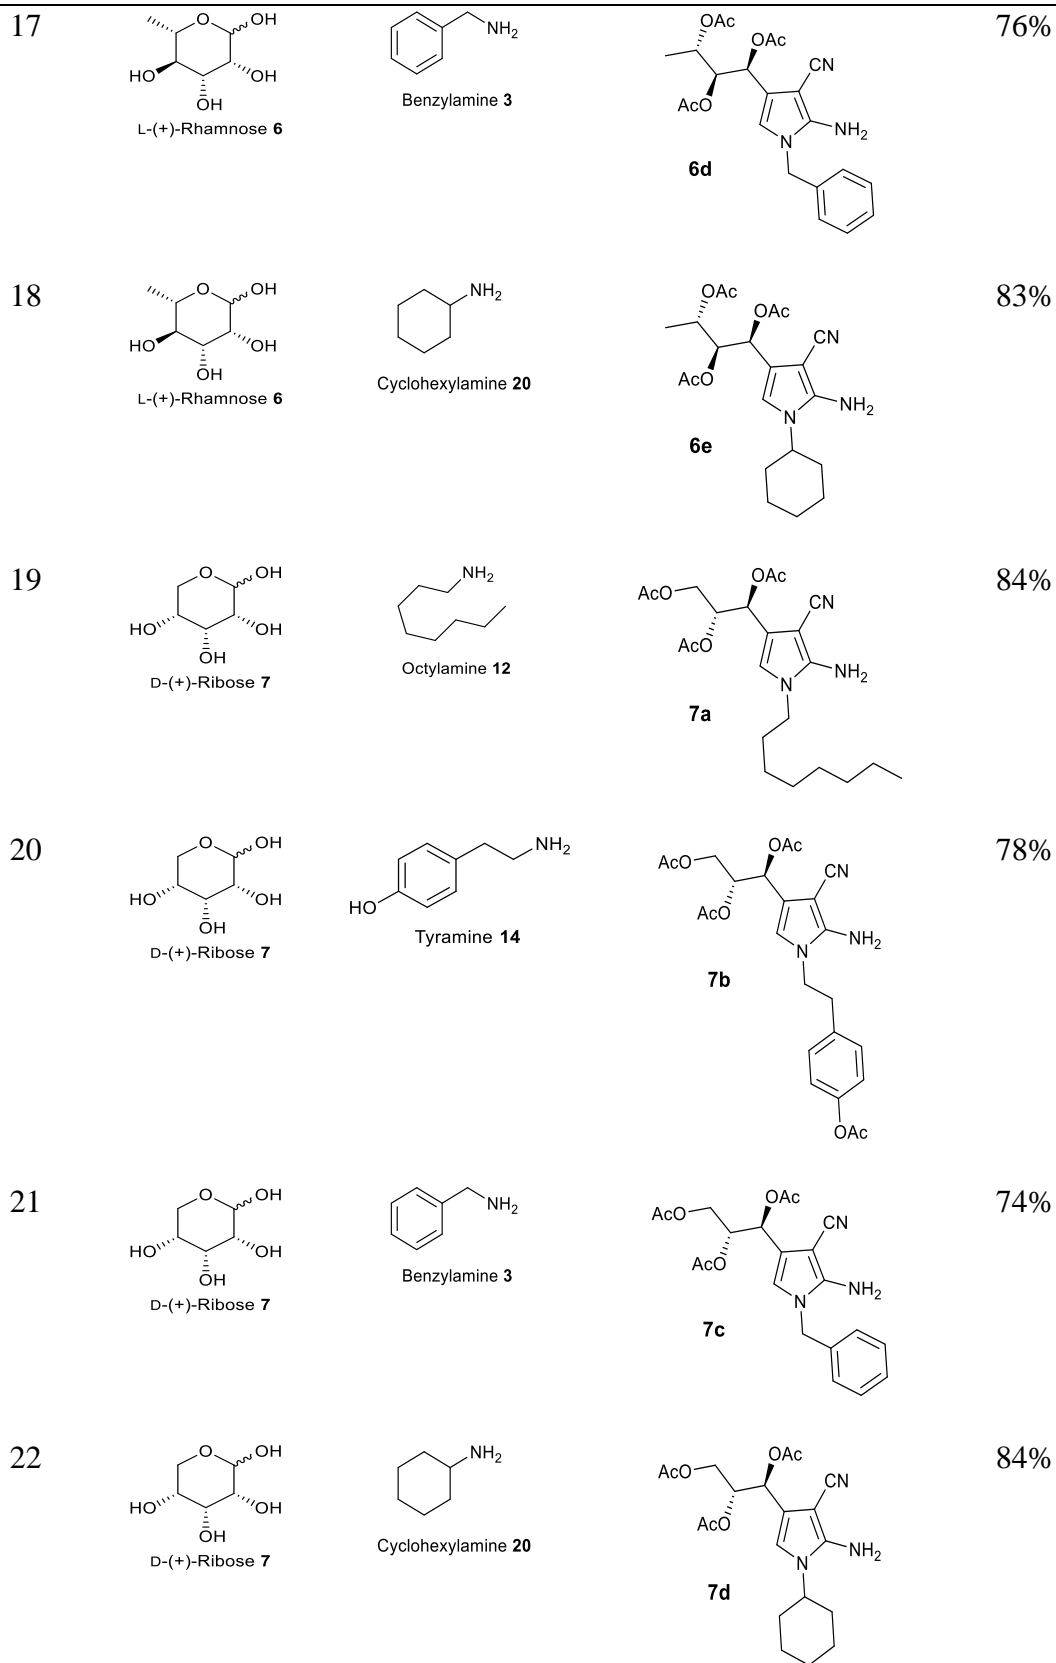 17
O OH
HO OH
OH
L-(+)-Rhamnose 6
NH2
Benzylamine 3
OAc
OAc
CN
AcO
NH2
N
6d
76%
18
O OH
HO OH
OH
L-(+)-Rhamnose 6
NH2
Cyclohexylamine 20
OAc
OAc
CN
AcO
NH2
N
6e
83%
19
O OH
HO OH
OH
D-(+)-Ribose 7
NH2
Octylamine 12
OAc
AcO
CN
AcO
NH2
N
7a
84%
20
O OH
HO OH
OH
D-(+)-Ribose 7
NH2
HO
Tyramine 14
OAc
AcO
CN
AcO
NH2
N
7b
OAc
78%
21
O OH
HO OH
OH
D-(+)-Ribose 7
NH2
Benzylamine 3
OAc
AcO
CN
AcO
NH2
N
7c
74%
22
O OH
HO OH
OH
D-(+)-Ribose 7
NH2
Cyclohexylamine 20
OAc
AcO
CN
AcO
NH2
N
7d
84%